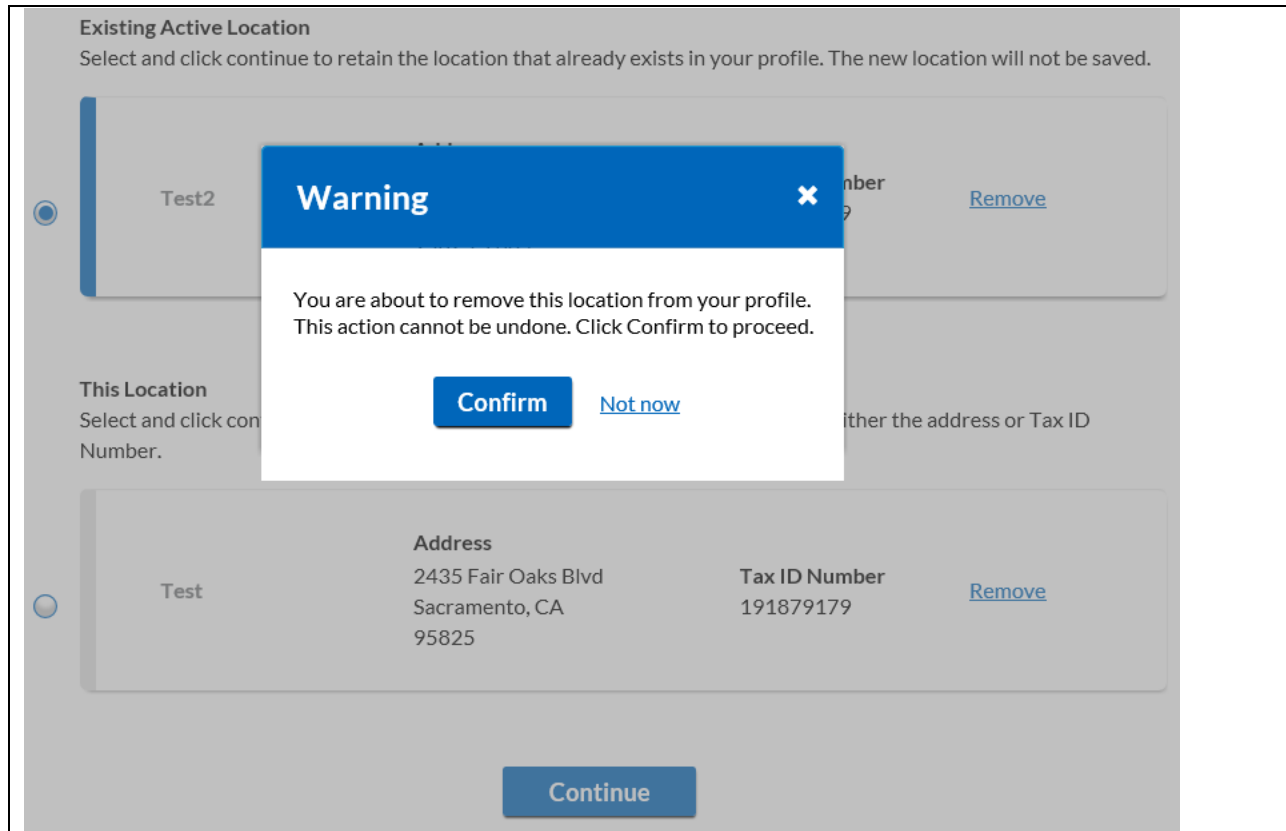 Existing Active Location
Select and click continue to retain the location that already exists in your profile. The new location will not be saved.
Test2
Remove
Warning
You are about to remove this location from your profile.
This action cannot be undone. Click Confirm to proceed.
Confirm
Not now
This Location
Select and click
the address or Tax ID
Number.
Test
Address
2435 Fair Oaks Blvd
Sacramento, CA
95825
Tax ID Number
191879179
Remove
Continue